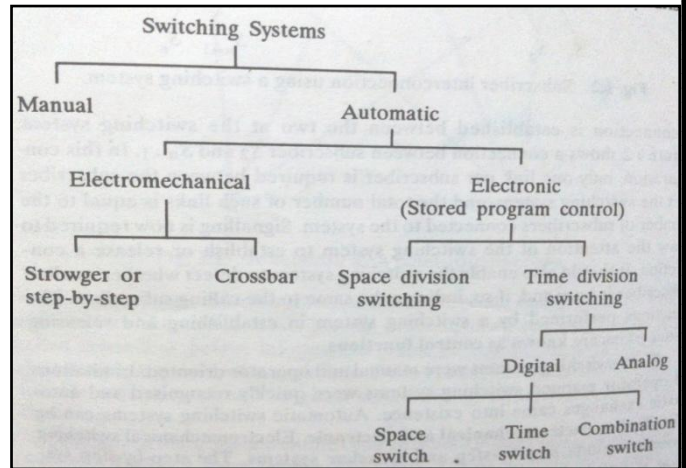 Switching Systems
Manual
Automatic
Electromechanical
Electronic
(Stored program control)
Strowger or
step-by-step
Crossbar
Space division
switching
Time division
switching
Digital
Analog
Space
switch
Time
switch
Combination
switch